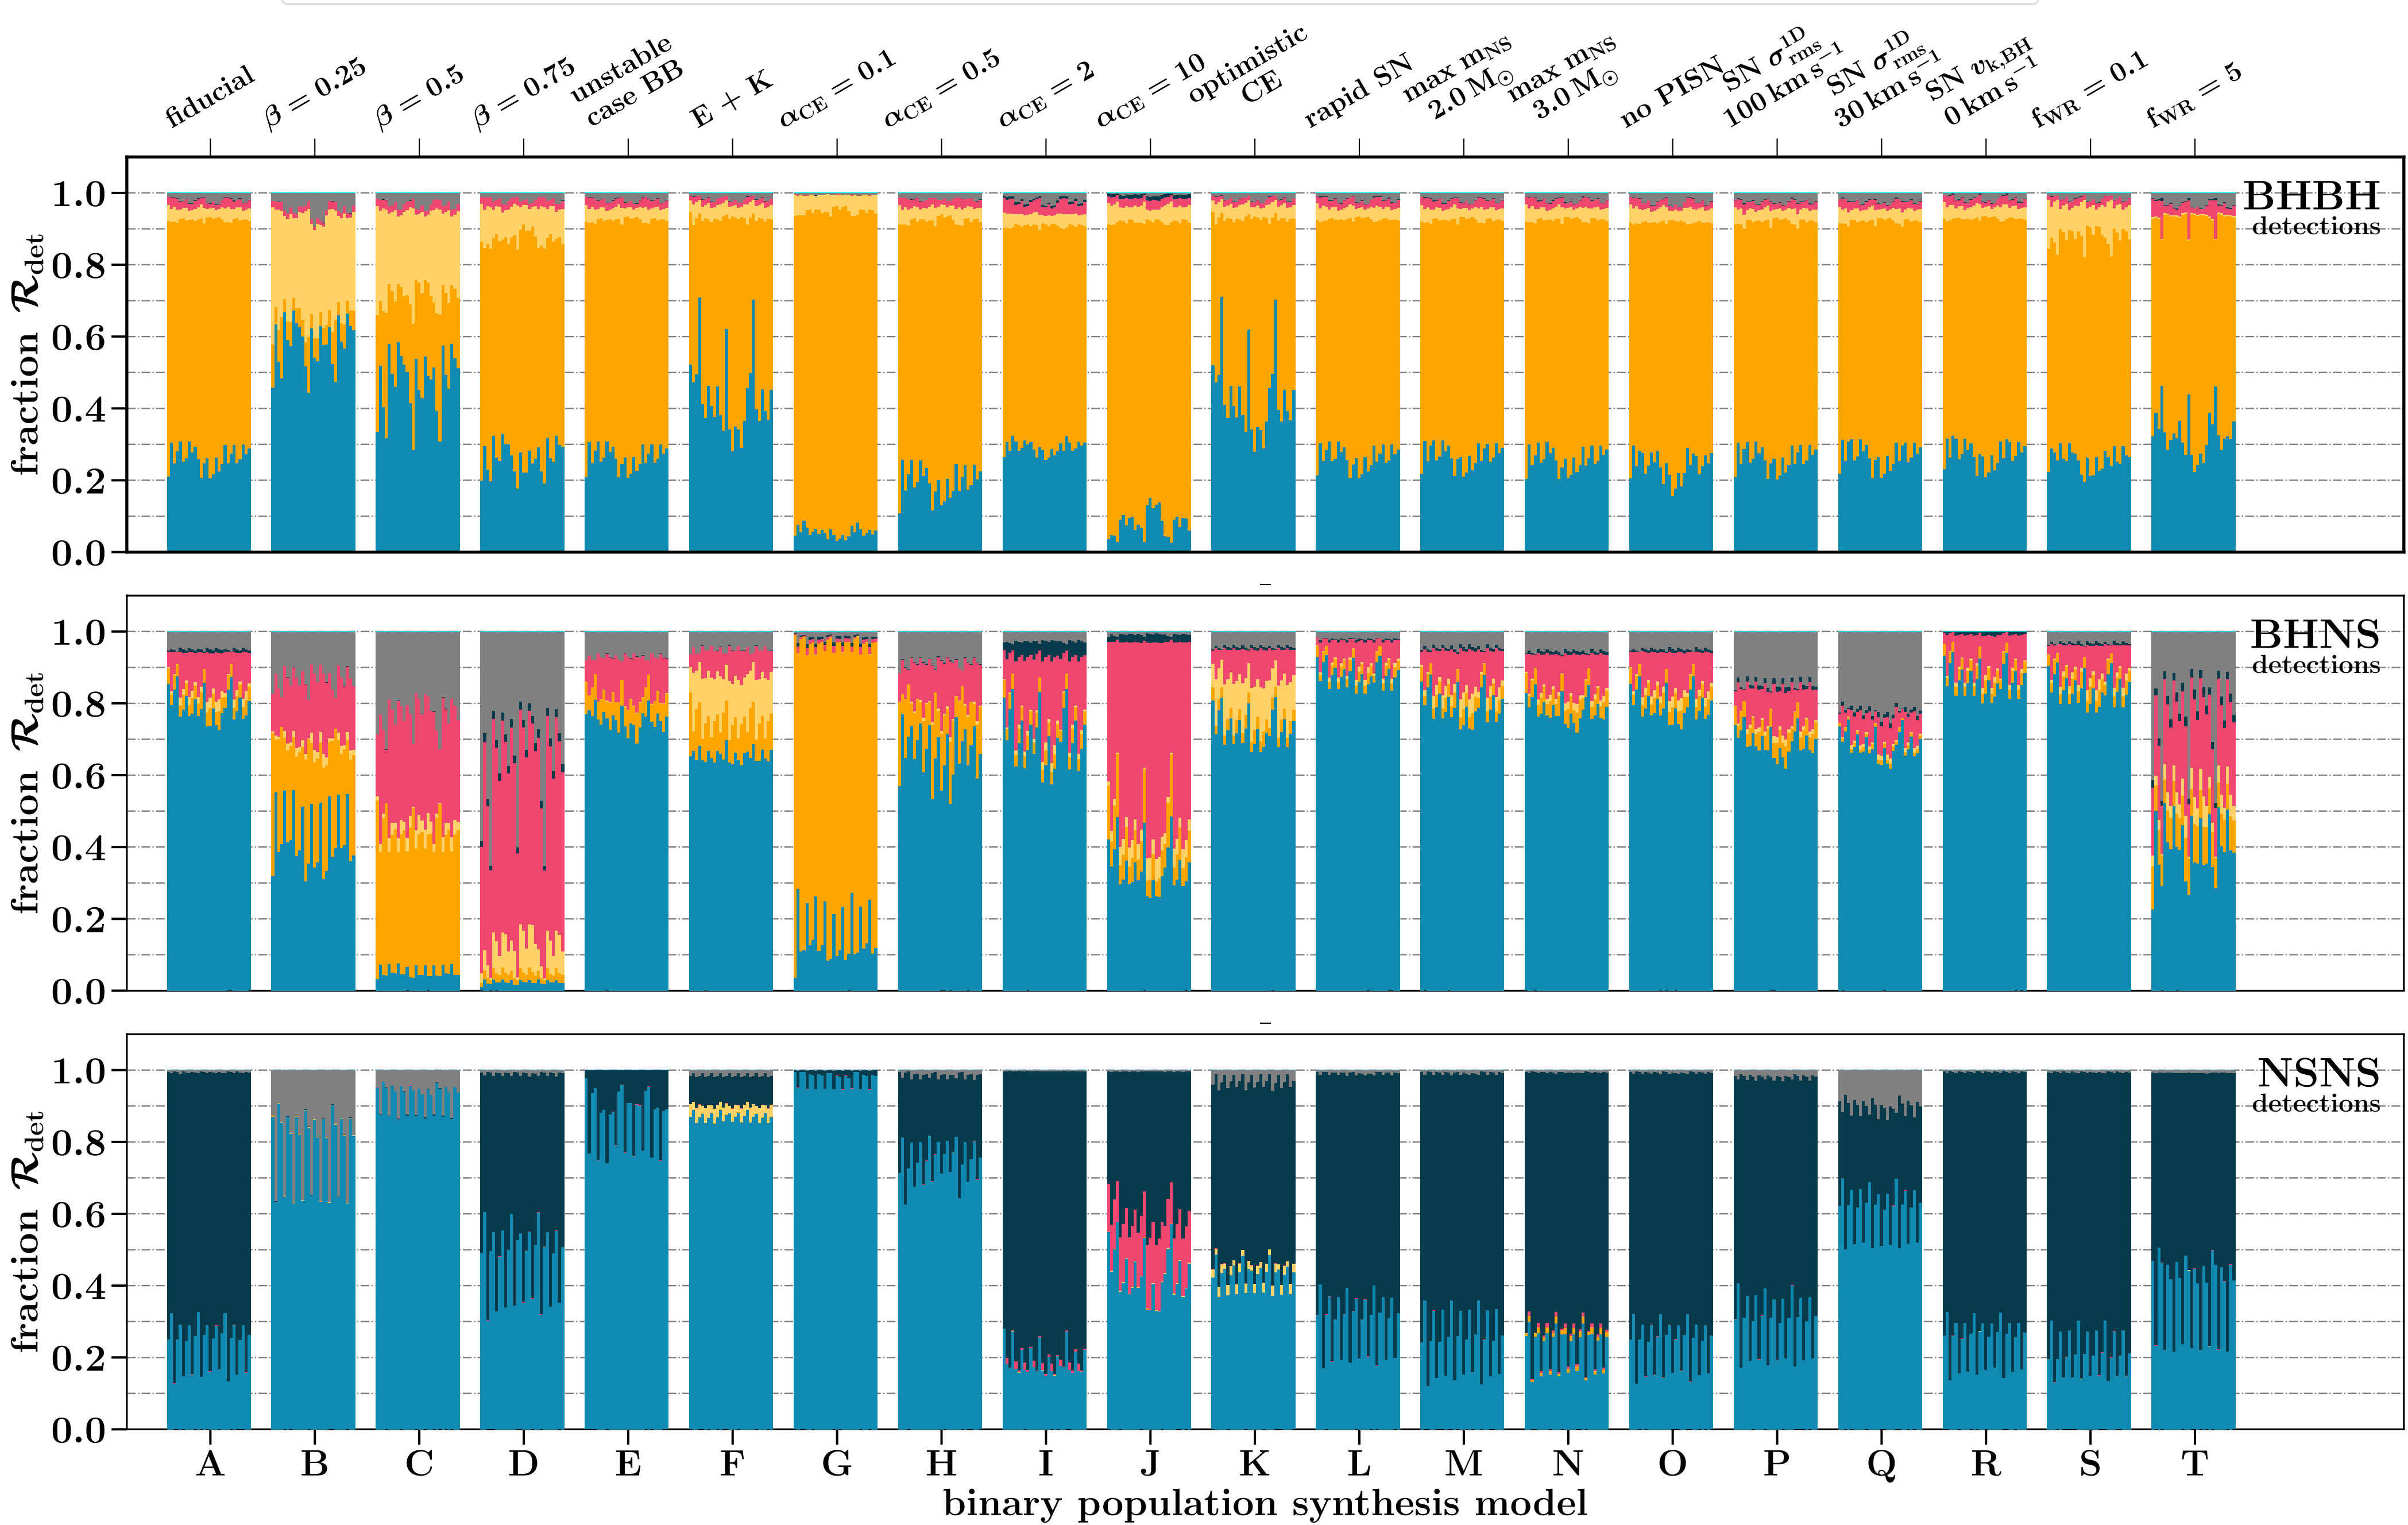 fiducial
β = 0.25
β = 0.5
β = 0.75
unstable
case BB
E + K
α_CE = 0.1
α_CE = 0.5
α_CE = 2
α_CE = 10
optimistic
CE
rapid SN
max m_NS
2.0 M_⊙
max m_NS
3.0 M_⊙
no PISN
SN σ_rms^1D
100 km s^−1
SN σ_rms^1D
30 km s^−1
SN v_k,BH
0 km s^−1
f_WR = 0.1
f_WR = 5
fraction ℛ_det
1.0
0.8
0.6
0.4
0.2
0.0
BHBH
detections
fraction ℛ_det
1.0
0.8
0.6
0.4
0.2
0.0
BHNS
detections
fraction ℛ_det
1.0
0.8
0.6
0.4
0.2
0.0
NSNS
detections
A B C D E F G H I J K L M N O P Q R S T
binary population synthesis model